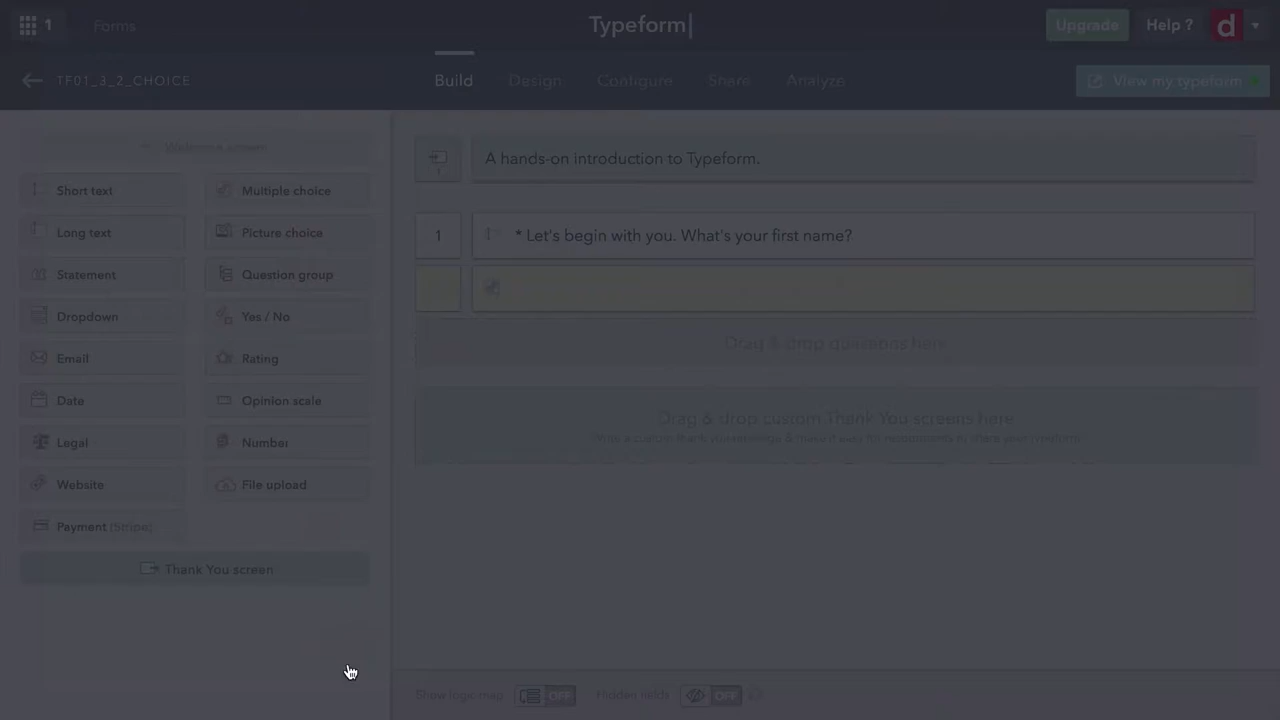 1 Forms Typeform Upgrade Help ? d
TF01_3_2_CHOICE Build Design Configure Share Analyze View my typeform
Welcome screen
A hands-on introduction to Typeform.
Short text Multiple choice
Long text Picture choice
1 * Let's begin with you. What's your first name?
Statement Question group
Dropdown Yes / No
Drag & drop questions here
Email Rating
Date Opinion scale
Drag & drop custom Thank You screens here
Legal Number
Website File upload
Payment (Stripe)
Thank You screen
Show logic map OFF Hidden fields OFF